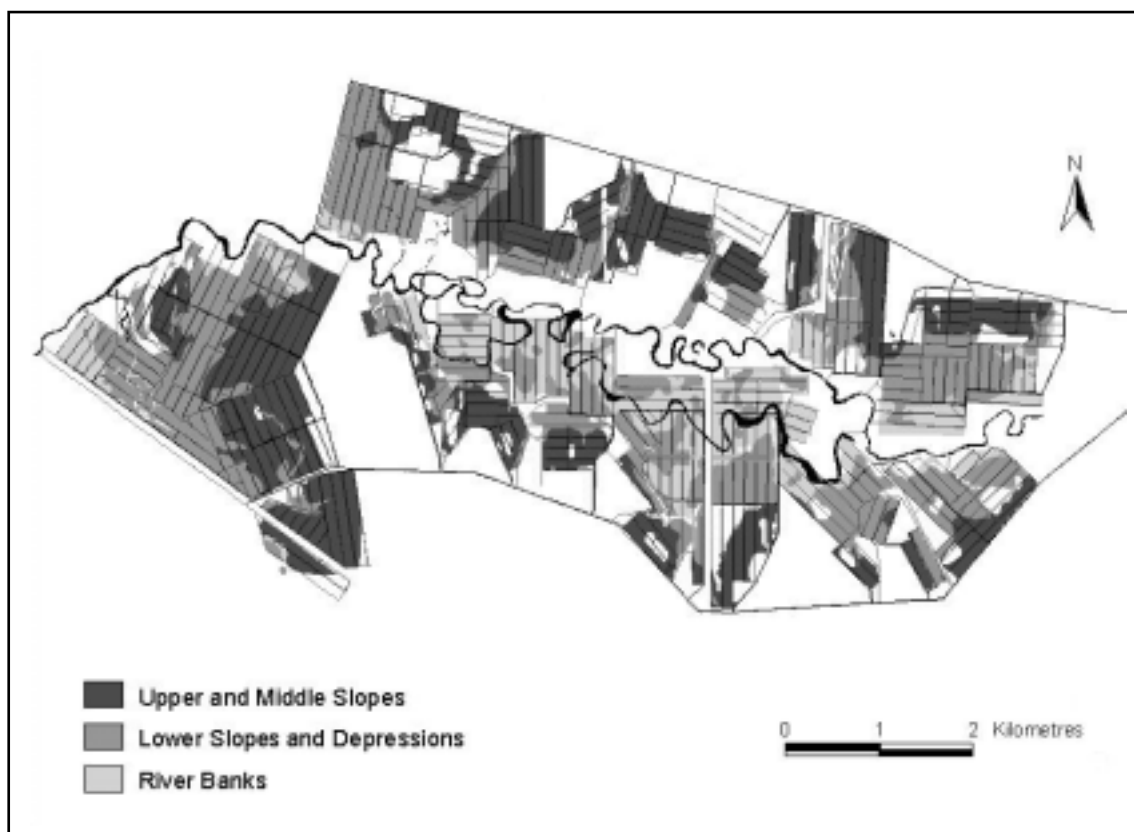 N
Upper and Middle Slopes
Lower Slopes and Depressions
River Banks
0 1 2 Kilometres